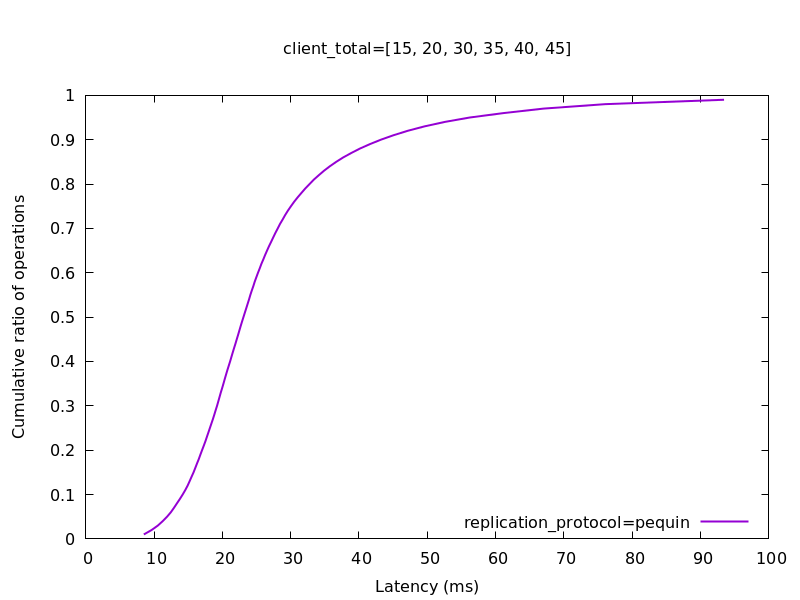 client_total=[15, 20, 30, 35, 40, 45]
1
0.9
0.8
0.7
0.6
0.5
0.4
0.3
0.2
0.1
0
Cumulative ratio of operations
replication_protocol=pequin
0 10 20 30 40 50 60 70 80 90 100
Latency (ms)